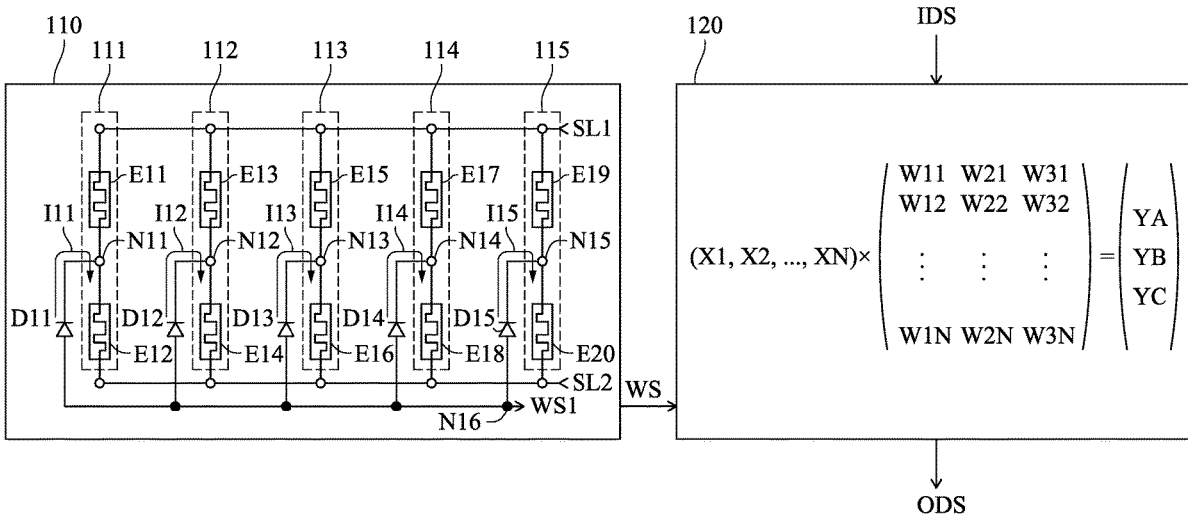 110
111 112 113 114 115
120
IDS
SL1
E11 E13 E15 E17 E19
I11 I12 I13 I14 I15
N11 N12 N13 N14 N15
D11 D12 D13 D14 D15
E12 E14 E16 E18 E20
SL2
WS1
N16
WS
W11 W21 W31
W12 W22 W32
(X1, X2, ..., XN)× ⋮ ⋮ ⋮ =
W1N W2N W3N
YA
YB
YC
ODS